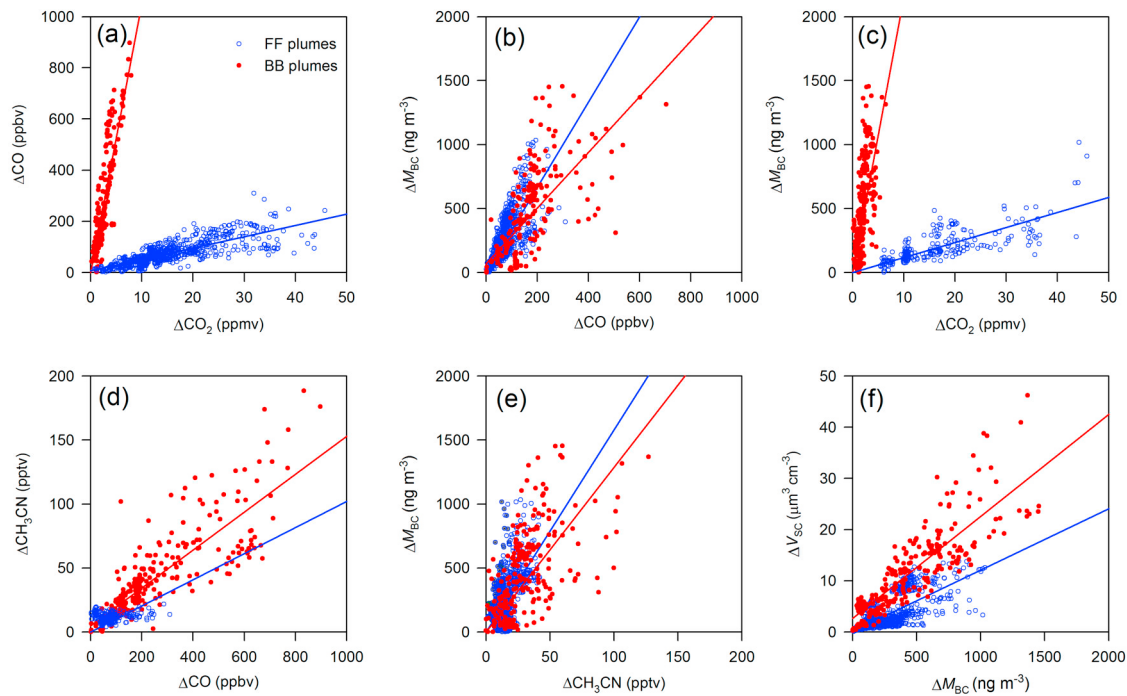 (a)
FF plumes
BB plumes
ΔCO (ppbv)
1000
800
600
400
200
0
0 10 20 30 40 50
ΔCO₂ (ppmv)
(b)
ΔM_BC (ng m⁻³)
2000
1500
1000
500
0
0 200 400 600 800 1000
ΔCO (ppbv)
(c)
ΔM_BC (ng m⁻³)
2000
1500
1000
500
0
0 10 20 30 40 50
ΔCO₂ (ppmv)
(d)
ΔCH₃CN (pptv)
200
150
100
50
0
0 200 400 600 800 1000
ΔCO (ppbv)
(e)
ΔM_BC (ng m⁻³)
2000
1500
1000
500
0
0 50 100 150 200
ΔCH₃CN (pptv)
(f)
ΔV_SC (μm³ cm⁻³)
50
40
30
20
10
0
0 500 1000 1500 2000
ΔM_BC (ng m⁻³)